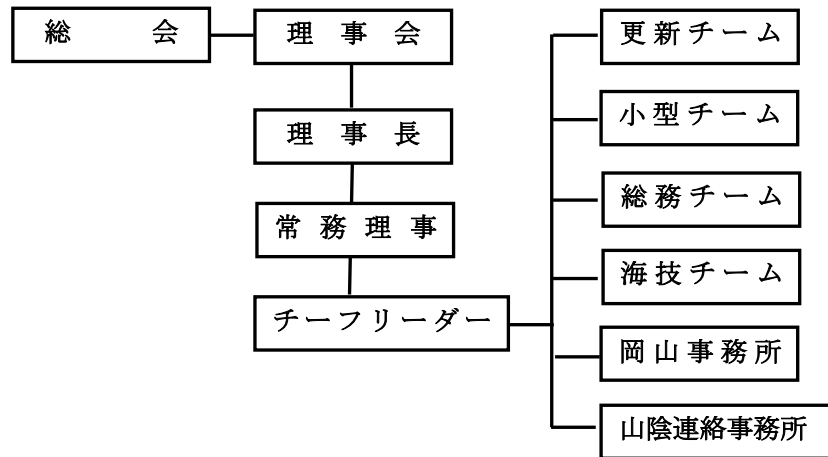 総会
理事会
理事長
常務理事
チーフリーダー
更新チーム
小型チーム
総務チーム
海技チーム
岡山事務所
山陰連絡事務所